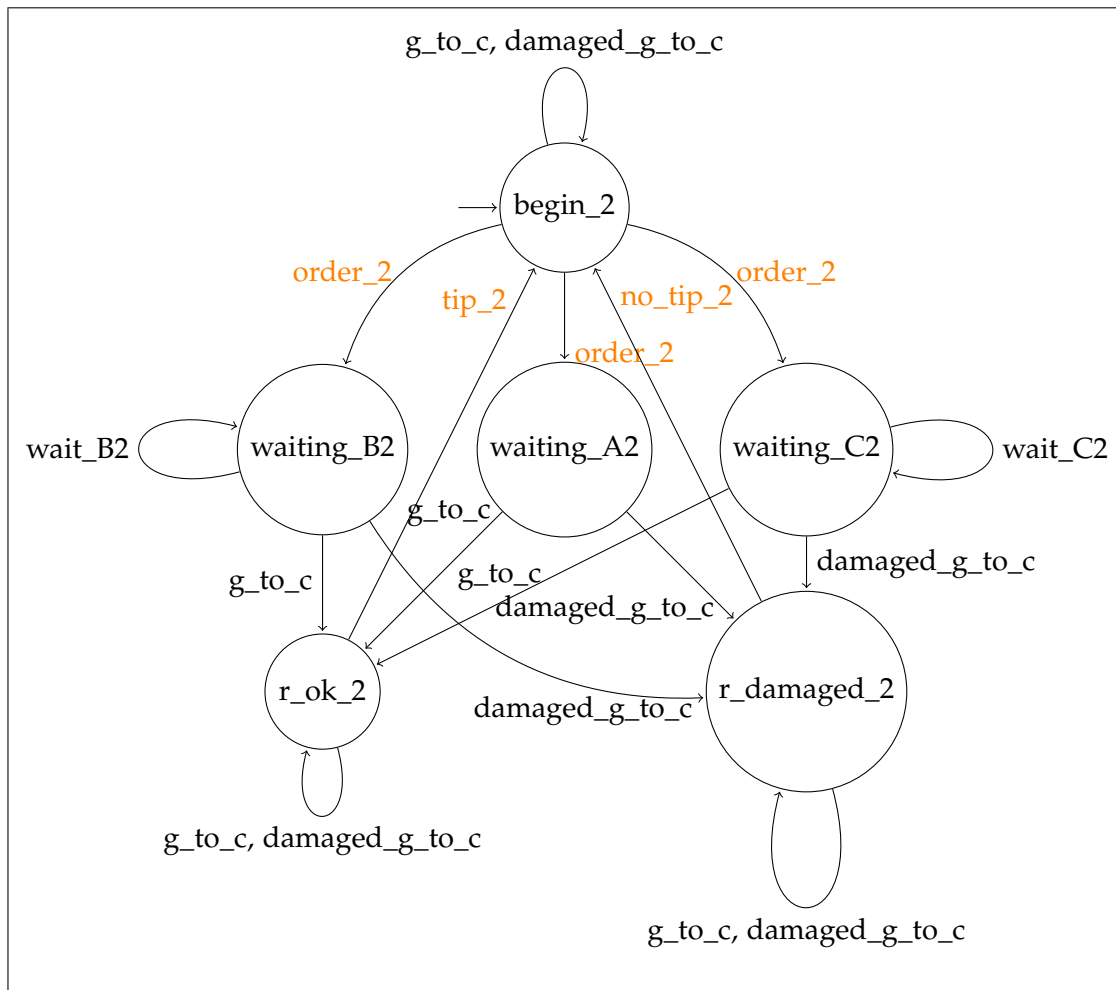 g_to_c, damaged_g_to_c
begin_2
order_2
tip_2
no_tip_2
order_2
order_2
wait_B2
waiting_B2
waiting_A2
waiting_C2
wait_C2
g_to_c
g_to_c
g_to_c
damaged_g_to_c
damaged_g_to_c
r_ok_2
damaged_g_to_c
r_damaged_2
g_to_c, damaged_g_to_c
g_to_c, damaged_g_to_c